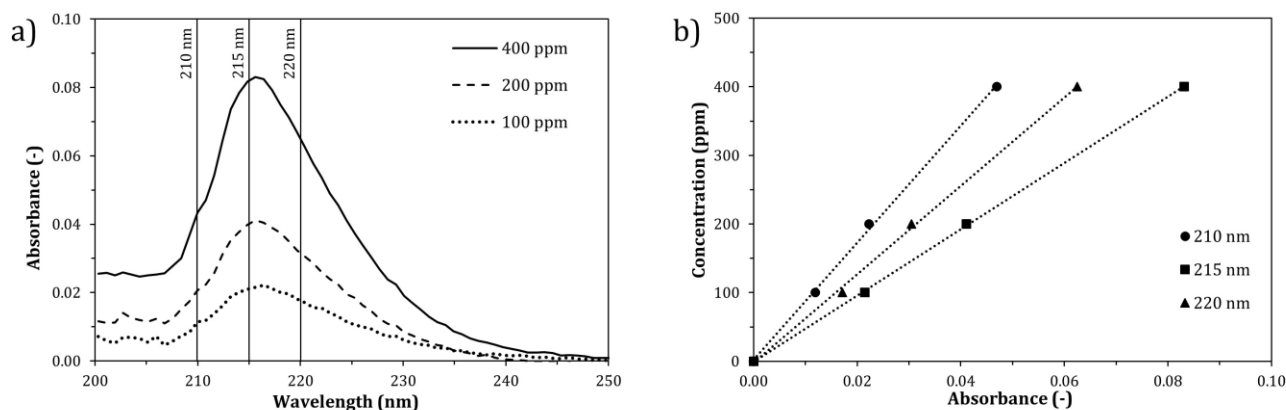 a)
0.10
0.08
0.06
0.04
0.02
0.00
Absorbance (-)
210 nm
215 nm
220 nm
400 ppm
200 ppm
100 ppm
200
210
220
230
240
250
Wavelength (nm)
b)
500
400
300
200
100
0
Concentration (ppm)
210 nm
215 nm
220 nm
0.00
0.02
0.04
0.06
0.08
0.10
Absorbance (-)